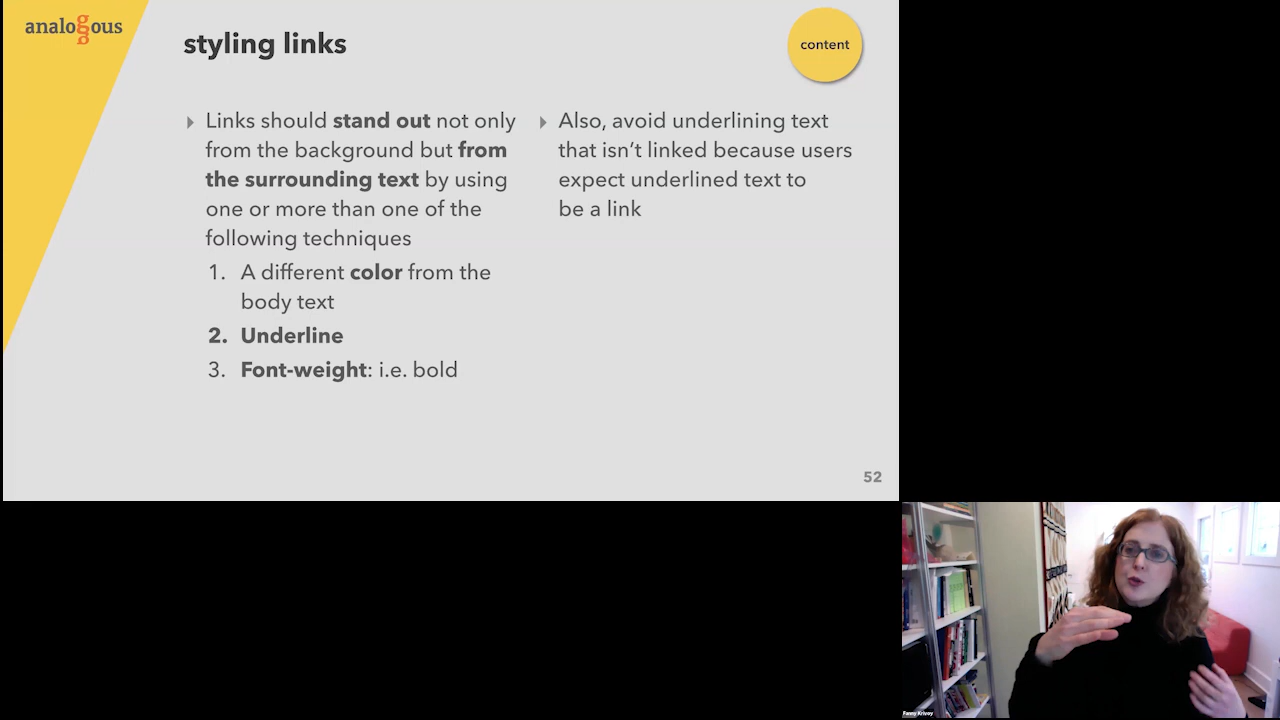 analogous
styling links
content
Links should stand out not only
from the background but from
the surrounding text by using
one or more than one of the
following techniques
1. A different color from the
body text
2. Underline
3. Font-weight: i.e. bold
Also, avoid underlining text
that isn’t linked because users
expect underlined text to
be a link
52
Fanny Krivoy